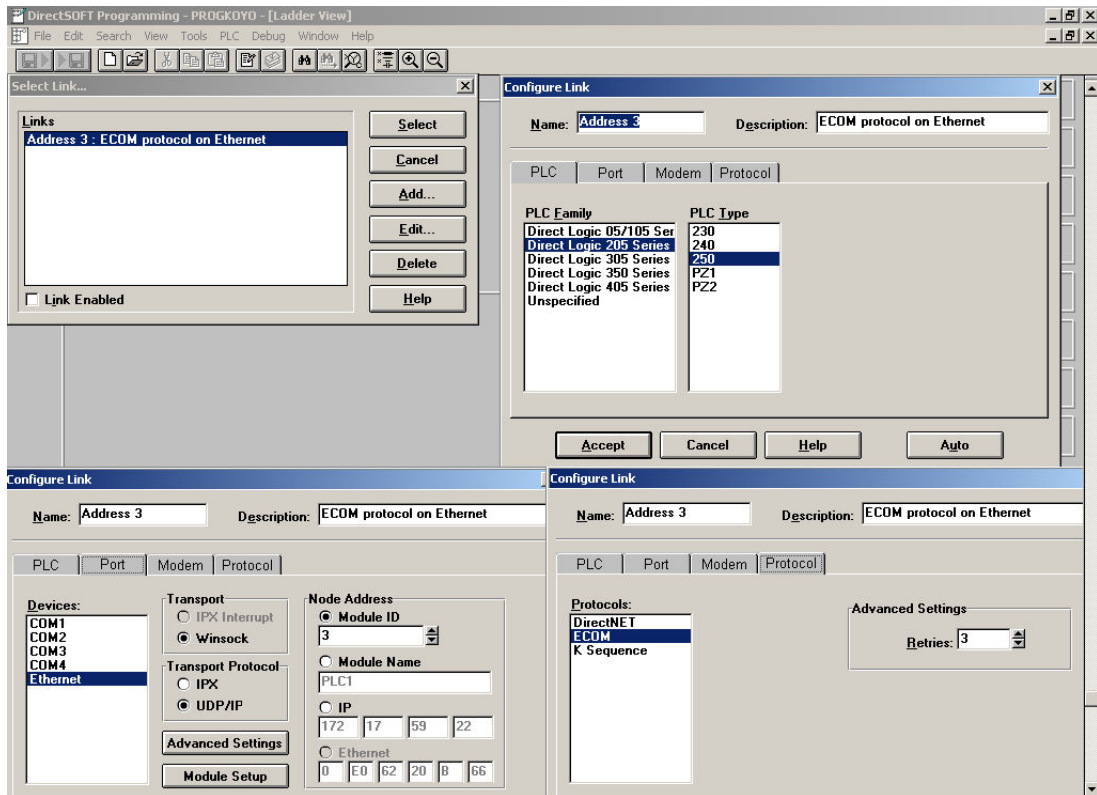 DirectSOFT Programming - PROGKOYO - [Ladder View]
File Edit Search View Tools PLC Debug Window Help
Select Link...
Links
Address 3 : ECOM protocol on Ethernet
Select
Cancel
Add...
Edit...
Delete
Help
Link Enabled
Configure Link
Name: Address 3 Description: ECOM protocol on Ethernet
PLC Port Modem Protocol
PLC Family PLC Type
Direct Logic 05/105 Ser 230
Direct Logic 205 Series 240
Direct Logic 305 Series 250
Direct Logic 350 Series PZ1
Direct Logic 405 Series PZ2
Unspecified
Accept Cancel Help Auto
Configure Link
Name: Address 3 Description: ECOM protocol on Ethernet
PLC Port Modem Protocol
Devices:
COM1
COM2
COM3
COM4
Ethernet
Transport
IPX Interrupt
Winsock
Transport Protocol
IPX
UDP/IP
Advanced Settings
Module Setup
Node Address
Module ID
3
Module Name
PLC1
IP
172 17 59 22
Ethernet
0 E0 62 20 B 66
Configure Link
Name: Address 3 Description: ECOM protocol on Ethernet
PLC Port Modem Protocol
Protocols:
DirectNET
ECOM
K Sequence
Advanced Settings
Retries: 3